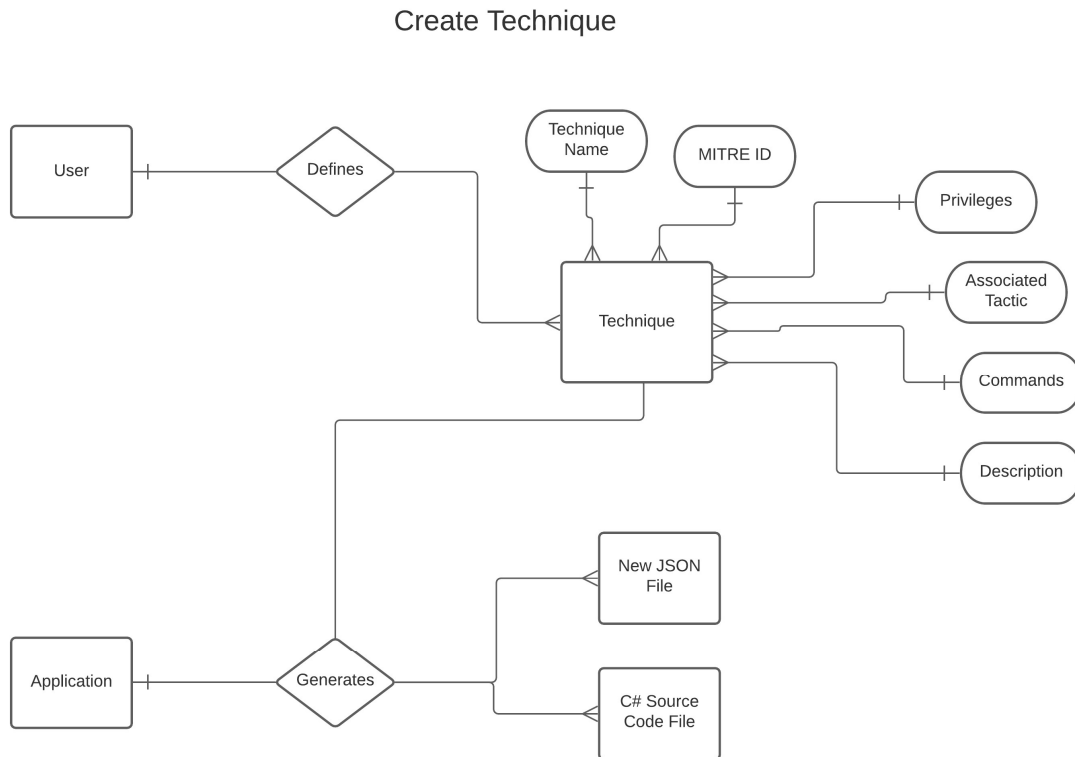 Create Technique
User
Defines
Technique
Name
MITRE ID
Privileges
Associated
Tactic
Technique
Commands
Description
New JSON
File
Application
Generates
C# Source
Code File